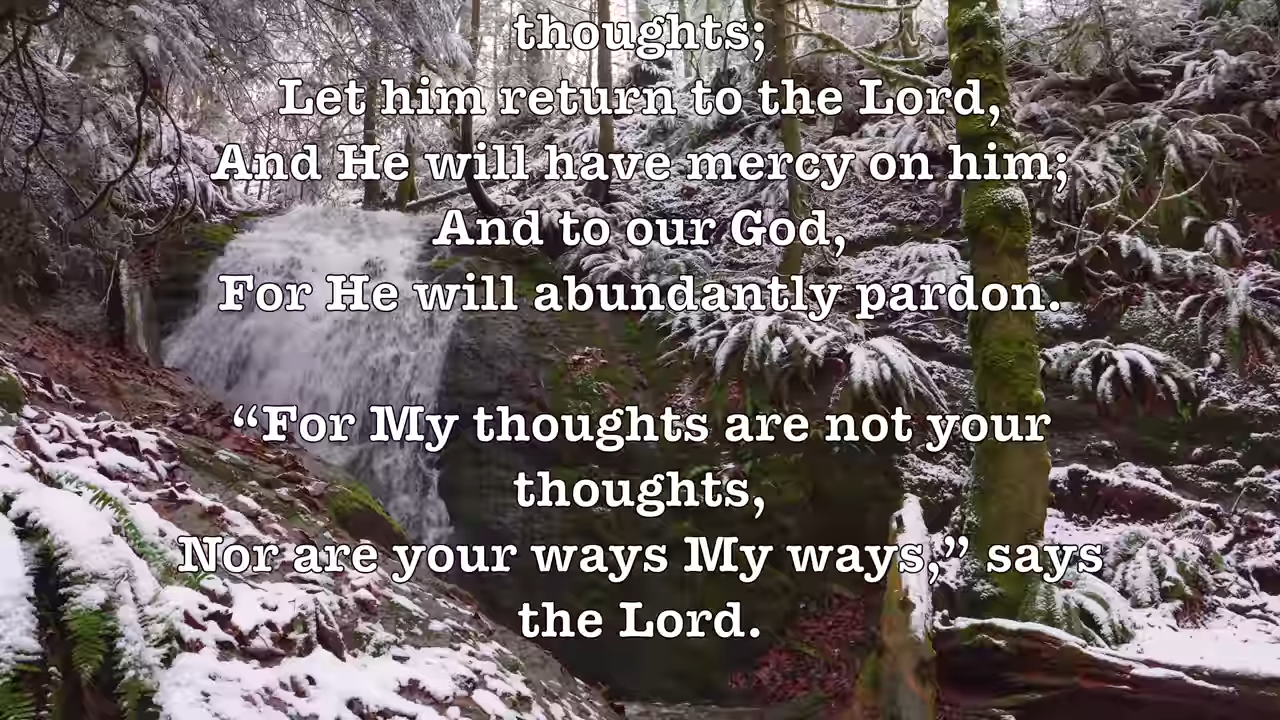 thoughts;
Let him return to the Lord,
And He will have mercy on him;
And to our God,
For He will abundantly pardon.
“For My thoughts are not your
thoughts,
Nor are your ways My ways,” says
the Lord.